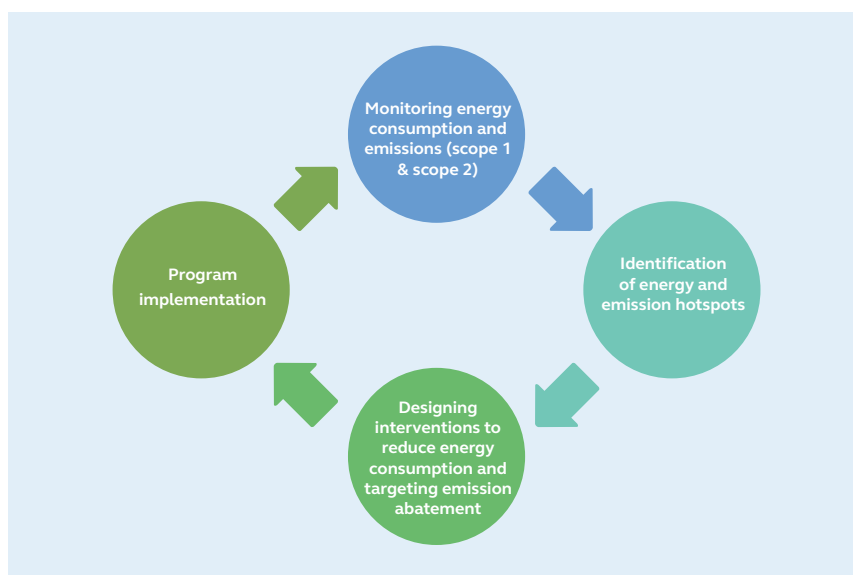 Monitoring energy
consumption and
emissions (scope 1
& scope 2)
Identification
of energy and
emission hotspots
Designing
interventions to
reduce energy
consumption and
targeting emission
abatement
Program
implementation